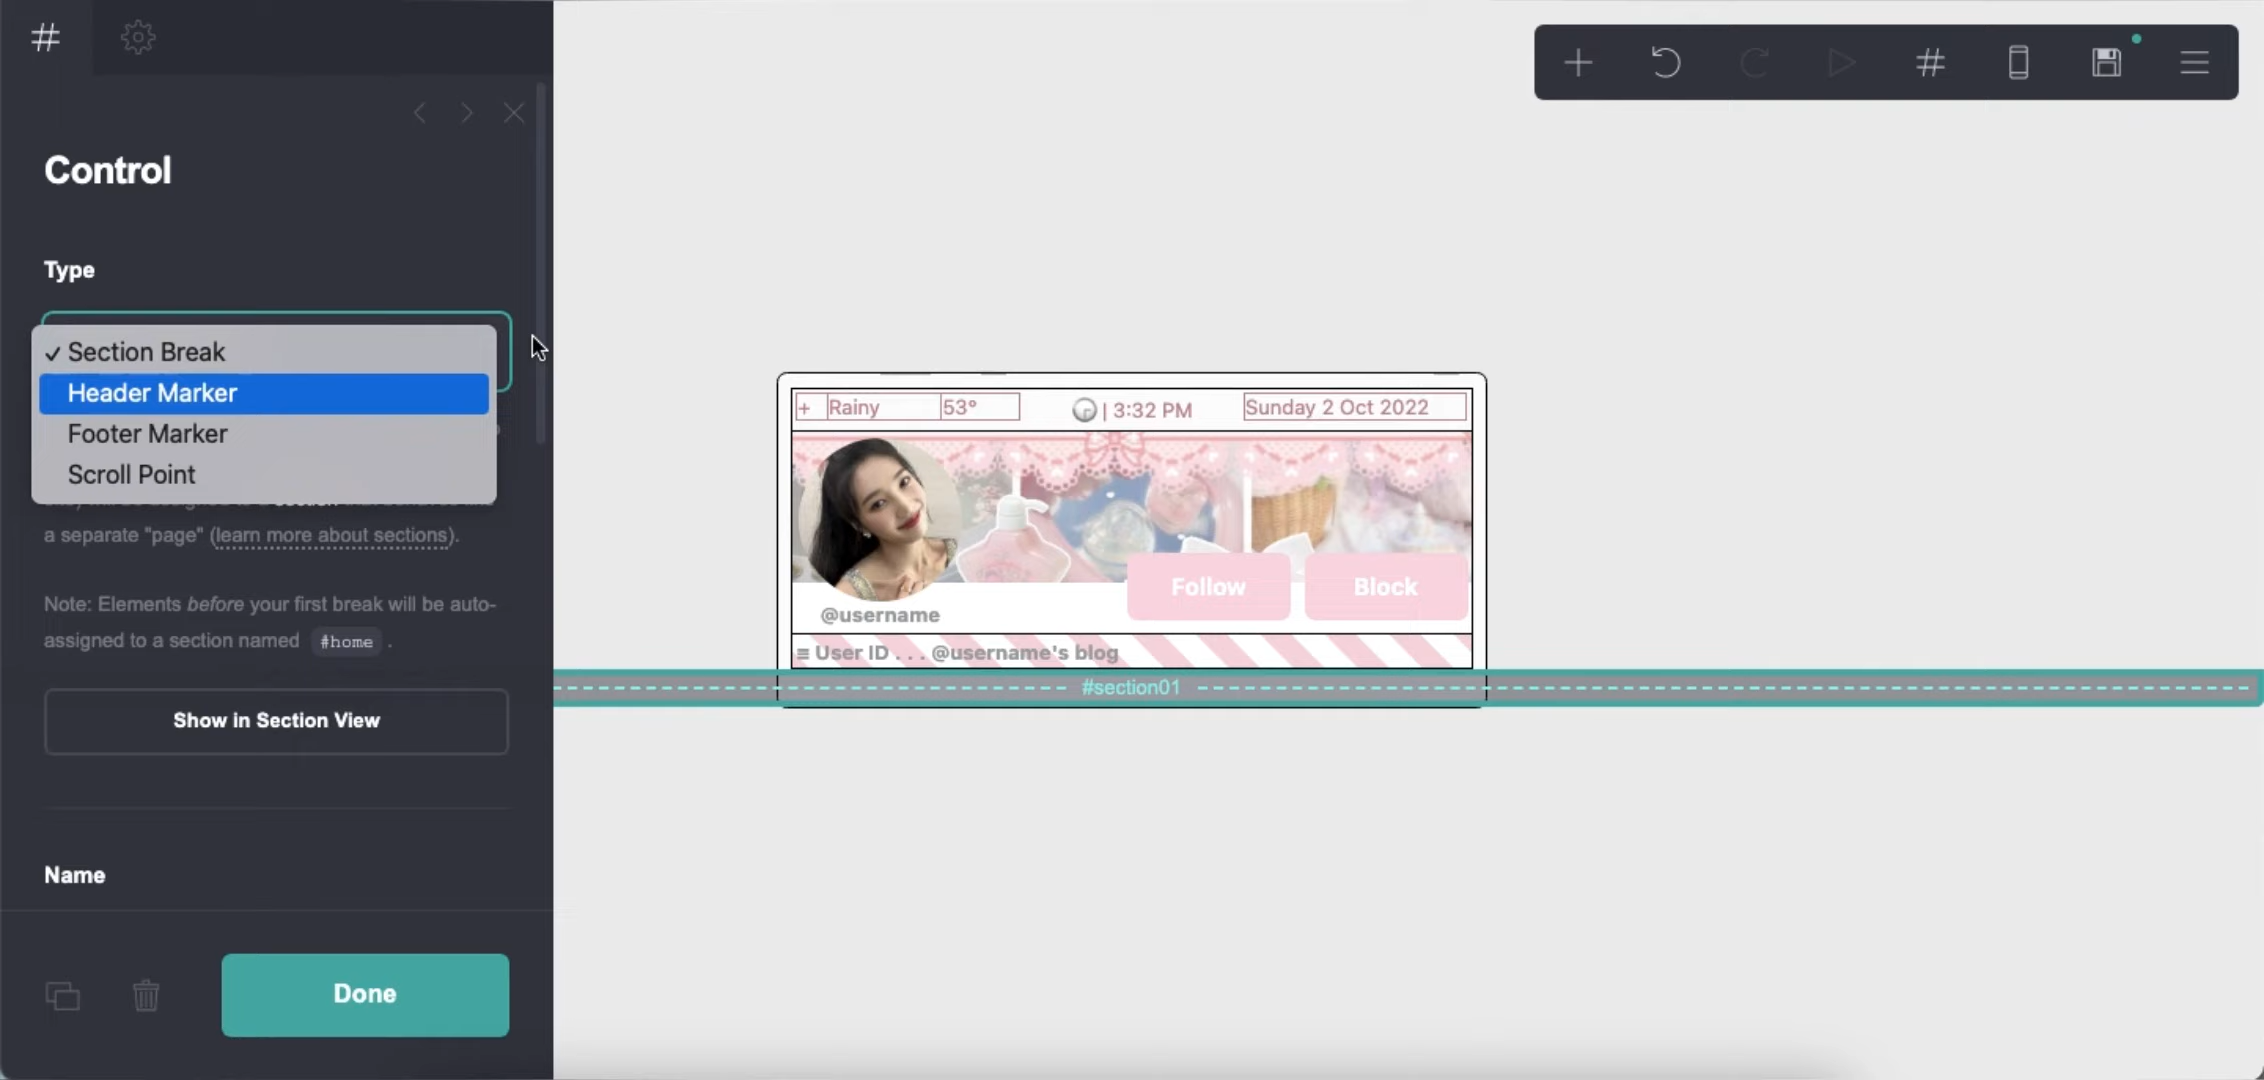 Control
Type
✓ Section Break
Header Marker
Footer Marker
Scroll Point
a separate "page" (learn more about sections).
Note: Elements before your first break will be auto-
assigned to a section named #home .
Show in Section View
Name
Done
+ Rainy 53° | 3:32 PM Sunday 2 Oct 2022
Follow Block
@username
≡ User ID . . . @username's blog
#section01